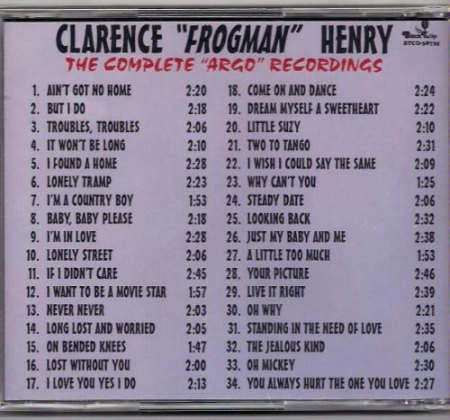 CLARENCE "FROGMAN" HENRY
THE COMPLETE "ARGO" RECORDINGS
1. AIN'T GOT NO HOME 2:20
2. BUT I DO 2:18
3. TROUBLES, TROUBLES 2:06
4. IT WON'T BE LONG 2:10
5. I FOUND A HOME 2:28
6. LONELY TRAMP 2:23
7. I'M A COUNTRY BOY 1:53
8. BABY, BABY PLEASE 2:18
9. I'M IN LOVE 2:28
10. LONELY STREET 2:06
11. IF I DIDN'T CARE 2:45
12. I WANT TO BE A MOVIE STAR 1:57
13. NEVER NEVER 2:03
14. LONG LOST AND WORRIED 2:05
15. ON BENDED KNEES 1:47
16. LOST WITHOUT YOU 2:00
17. I LOVE YOU YES I DO 2:13
18. COME ON AND DANCE 2:24
19. DREAM MYSELF A SWEETHEART 2:22
20. LITTLE SUZY 2:10
21. TWO TO TANGO 2:31
22. I WISH I COULD SAY THE SAME 2:09
23. WHY CAN'T YOU 1:25
24. STEADY DATE 2:06
25. LOOKING BACK 2:32
26. JUST MY BABY AND ME 2:38
27. A LITTLE TOO MUCH 1:53
28. YOUR PICTURE 2:46
29. LIVE IT RIGHT 2:39
30. OH WHY 2:21
31. STANDING IN THE NEED OF LOVE 2:35
32. THE JEALOUS KIND 2:06
33. OH MICKEY 2:30
34. YOU ALWAYS HURT THE ONE YOU LOVE 2:27